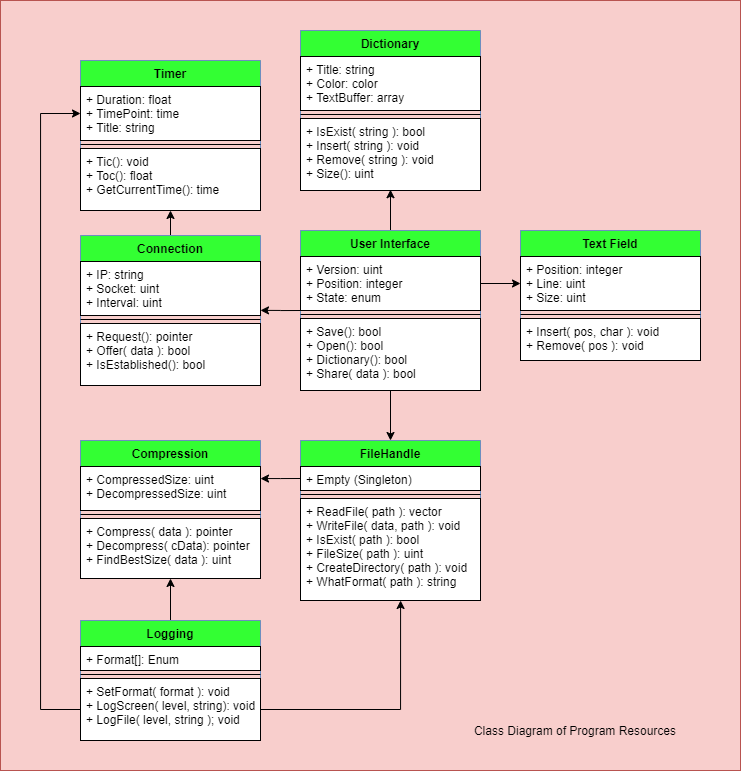 Timer
+ Duration: float
+ TimePoint: time
+ Title: string
+ Tic(): void
+ Toc(): float
+ GetCurrentTime(): time
Dictionary
+ Title: string
+ Color: color
+ TextBuffer: array
+ IsExist( string ): bool
+ Insert( string ): void
+ Remove( string ): void
+ Size(): uint
Connection
+ IP: string
+ Socket: uint
+ Interval: uint
+ Request(): pointer
+ Offer( data ): bool
+ IsEstablished(): bool
User Interface
+ Version: uint
+ Position: integer
+ State: enum
+ Save(): bool
+ Open(): bool
+ Dictionary(): bool
+ Share( data ): bool
Text Field
+ Position: integer
+ Line: uint
+ Size: uint
+ Insert( pos, char ): void
+ Remove( pos ): void
Compression
+ CompressedSize: uint
+ DecompressedSize: uint
+ Compress( data ): pointer
+ Decompress( cData): pointer
+ FindBestSize( data ): uint
FileHandle
+ Empty (Singleton)
+ ReadFile( path ): vector
+ WriteFile( data, path ): void
+ IsExist( path ): bool
+ FileSize( path ): uint
+ CreateDirectory( path ): void
+ WhatFormat( path ): string
Logging
+ Format[]: Enum
+ SetFormat( format ): void
+ LogScreen( level, string): void
+ LogFile( level, string ); void
Class Diagram of Program Resources